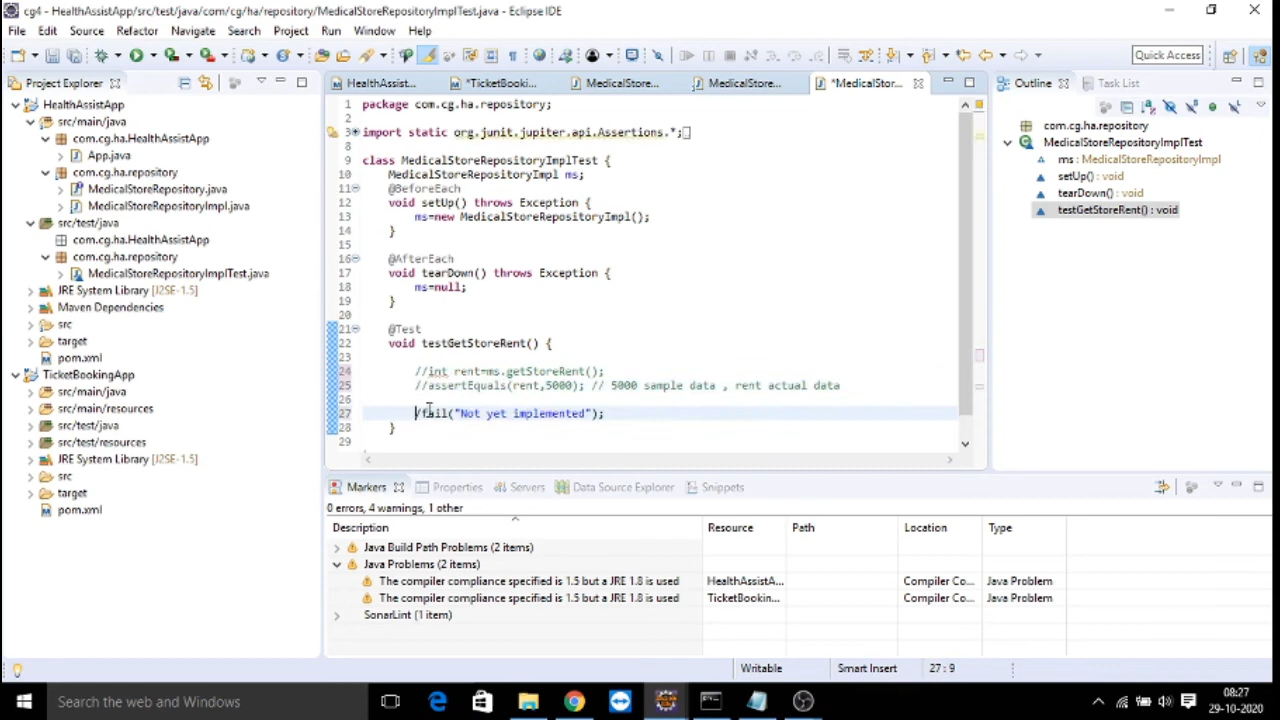 cg4 - HealthAssistApp/src/test/java/com/cg/ha/repository/MedicalStoreRepositoryImplTest.java - Eclipse IDE
File Edit Source Refactor Navigate Search Project Run Window Help
Quick Access
Project Explorer
HealthAssistApp
src/main/java
com.cg.ha.HealthAssistApp
App.java
com.cg.ha.repository
MedicalStoreRepository.java
MedicalStoreRepositoryImpl.java
src/test/java
com.cg.ha.HealthAssistApp
com.cg.ha.repository
MedicalStoreRepositoryImplTest.java
JRE System Library [J2SE-1.5]
Maven Dependencies
src
target
pom.xml
TicketBookingApp
src/main/java
src/main/resources
src/test/java
src/test/resources
JRE System Library [J2SE-1.5]
src
target
pom.xml
HealthAssist... *TicketBooki... MedicalStore... MedicalStore... *MedicalStor...
1 package com.cg.ha.repository;
2
3 import static org.junit.jupiter.api.Assertions.*;
8
9 class MedicalStoreRepositoryImplTest {
10 MedicalStoreRepositoryImpl ms;
11 @BeforeEach
12 void setUp() throws Exception {
13 ms=new MedicalStoreRepositoryImpl();
14 }
15
16 @AfterEach
17 void tearDown() throws Exception {
18 ms=null;
19 }
20
21 @Test
22 void testGetStoreRent() {
23
24 //int rent=ms.getStoreRent();
25 //assertEquals(rent,5000); // 5000 sample data , rent actual data
26
27 /fail("Not yet implemented");
28 }
29
Outline Task List
com.cg.ha.repository
MedicalStoreRepositoryImplTest
ms : MedicalStoreRepositoryImpl
setUp() : void
tearDown() : void
testGetStoreRent() : void
Markers Properties Servers Data Source Explorer Snippets
0 errors, 4 warnings, 1 other
Description Resource Path Location Type
Java Build Path Problems (2 items)
Java Problems (2 items)
The compiler compliance specified is 1.5 but a JRE 1.8 is used HealthAssistA... Compiler Co... Java Problem
The compiler compliance specified is 1.5 but a JRE 1.8 is used TicketBookin... Compiler Co... Java Problem
SonarLint (1 item)
Writable Smart Insert 27 : 9
Search the web and Windows
08:27
29-10-2020